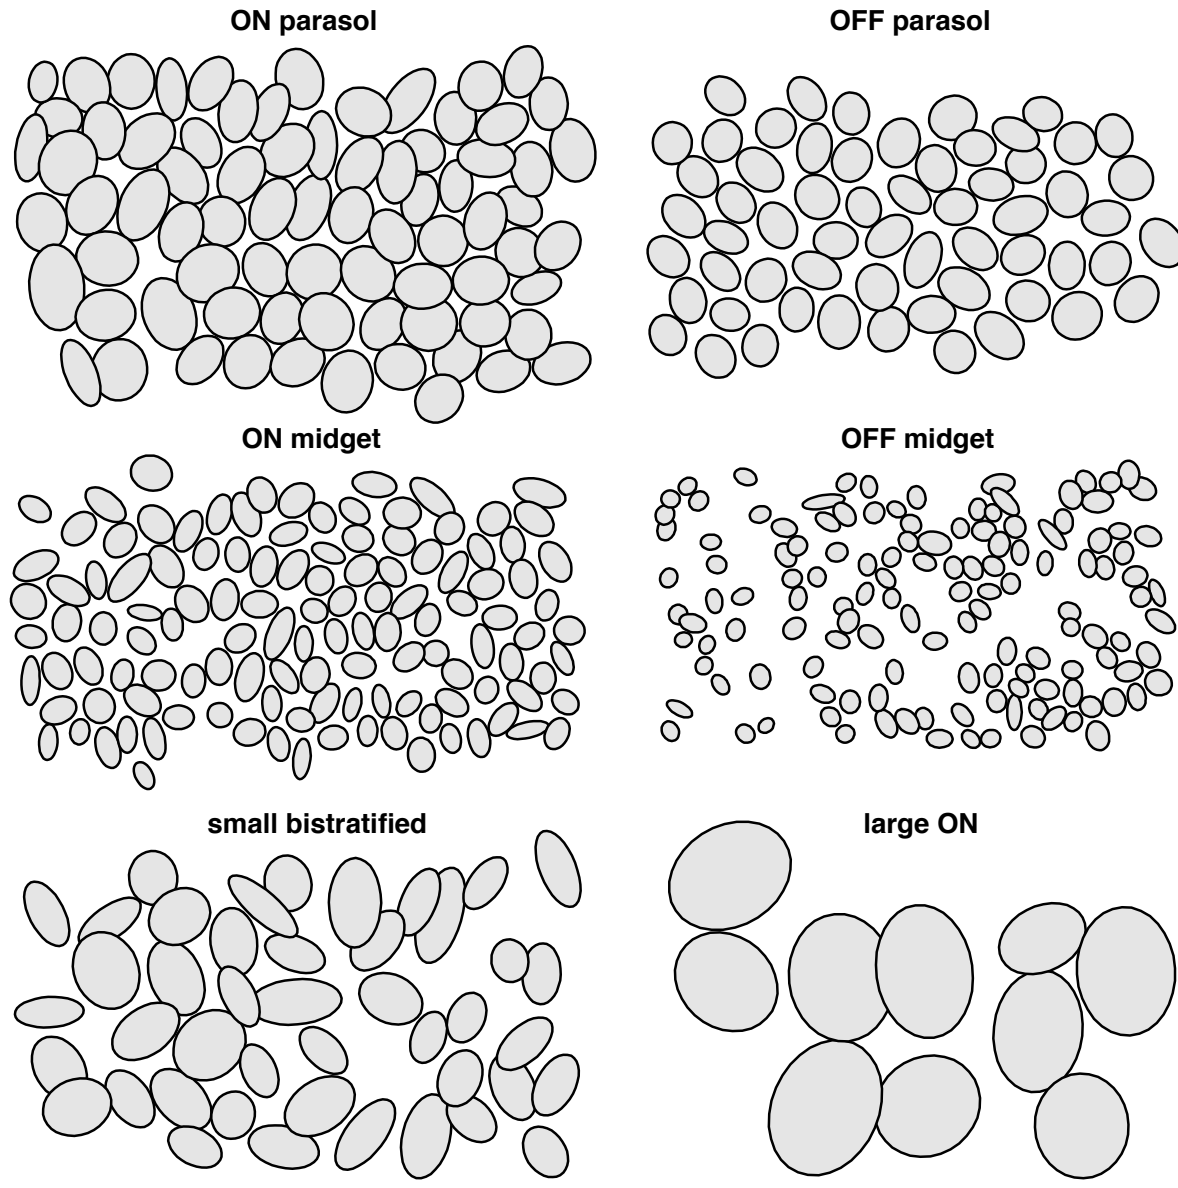 ON parasol
OFF parasol
ON midget
OFF midget
small bistratified
large ON